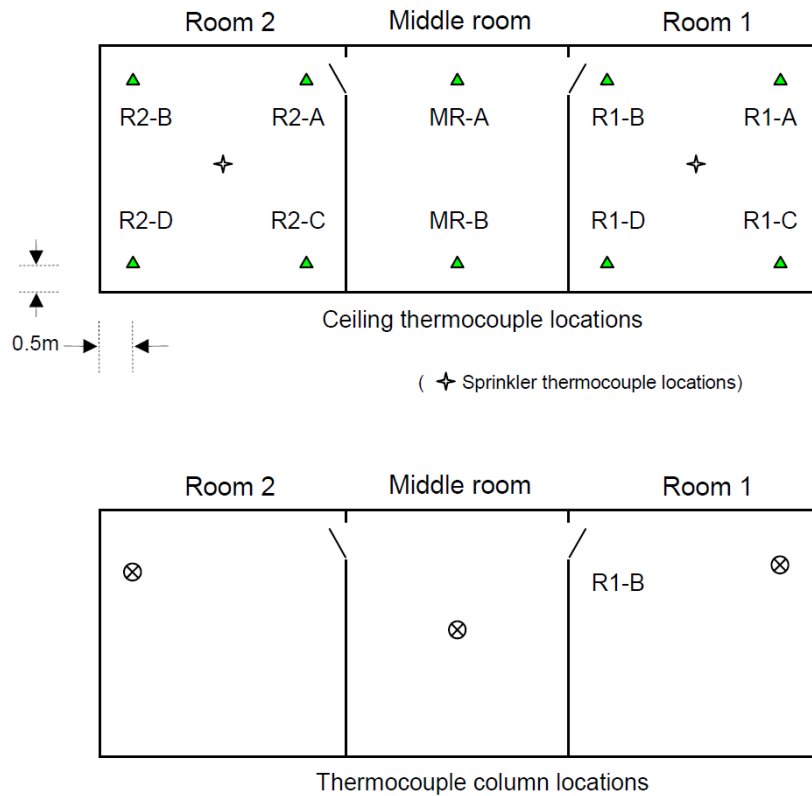 Room 2 Middle room Room 1
R2-B R2-A MR-A R1-B R1-A
R2-D R2-C MR-B R1-D R1-C
0.5m
Ceiling thermocouple locations
( Sprinkler thermocouple locations)
Room 2 Middle room Room 1
R1-B
Thermocouple column locations